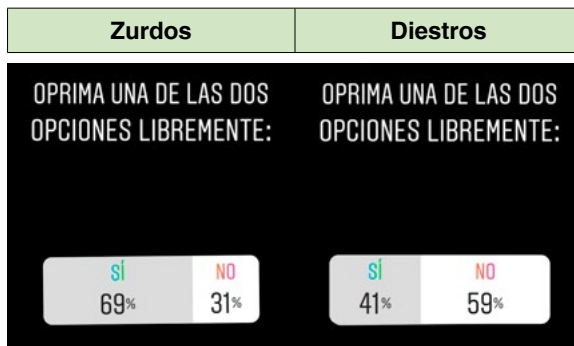 Zurdos
Diestros
OPRIMA UNA DE LAS DOS
OPCIONES LIBREMENTE:
SÍ
69%
NO
31%
OPRIMA UNA DE LAS DOS
OPCIONES LIBREMENTE:
SÍ
41%
NO
59%